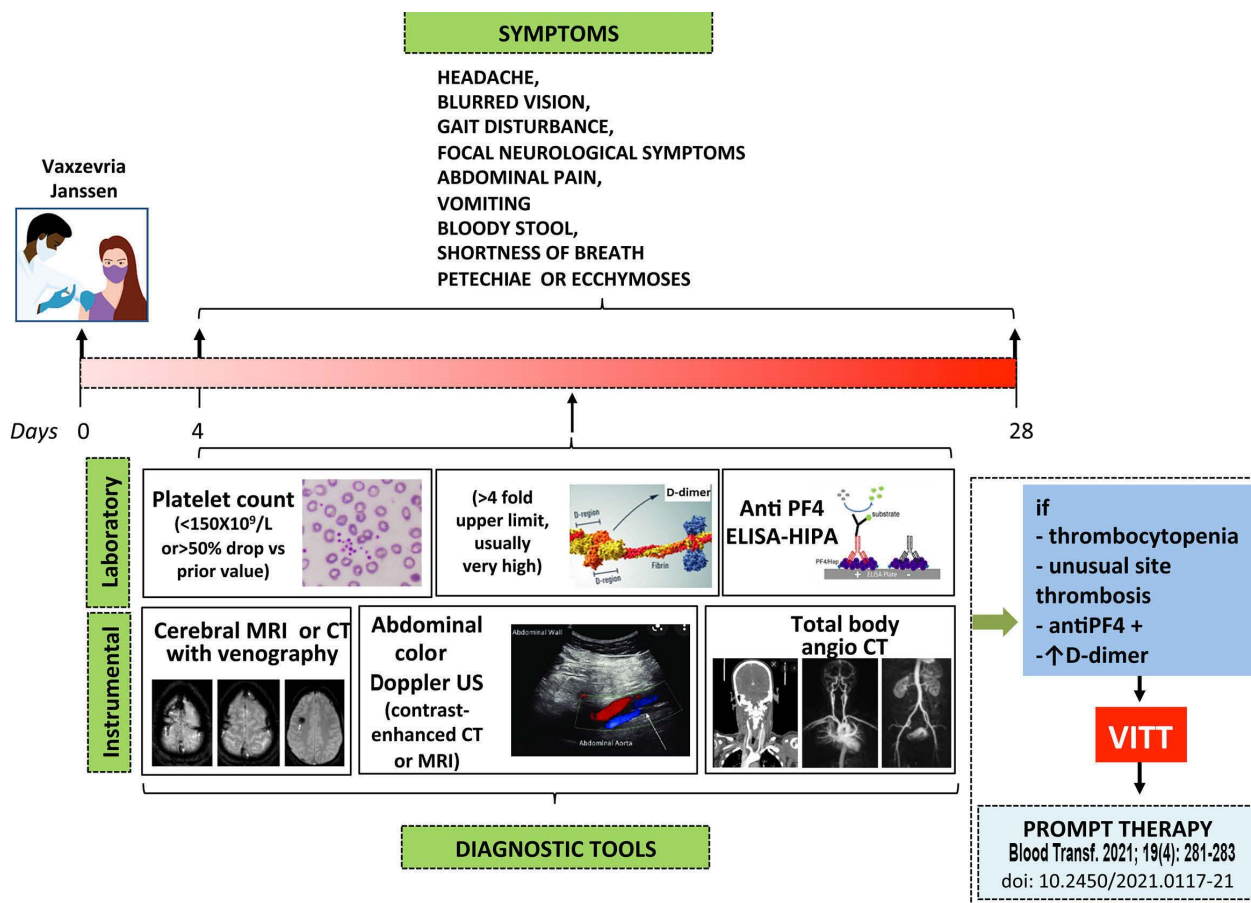 SYMPTOMS
HEADACHE,
BLURRED VISION,
GAIT DISTURBANCE,
FOCAL NEUROLOGICAL SYMPTOMS
ABDOMINAL PAIN,
VOMITING
BLOODY STOOL,
SHORTNESS OF BREATH
PETECHIAE OR ECCHYMOSES
Vaxzevria
Janssen
Days 0 4 28
Laboratory
Platelet count
(<150X10⁹/L
or>50% drop vs
prior value)
(>4 fold
upper limit,
usually
very high)
D-dimer
D-region
D-region
Fibrin
Anti PF4
ELISA-HIPA
substrate
PF4/Hep
+ ELISA Plate -
Instrumental
Cerebral MRI or CT
with venography
Abdominal
color
Doppler US
(contrast-
enhanced CT
or MRI)
Abdominal Wall
Abdominal Aorta
Total body
angio CT
DIAGNOSTIC TOOLS
if
- thrombocytopenia
- unusual site
thrombosis
- antiPF4 +
-↑D-dimer
VITT
PROMPT THERAPY
Blood Transf. 2021; 19(4): 281-283
doi: 10.2450/2021.0117-21